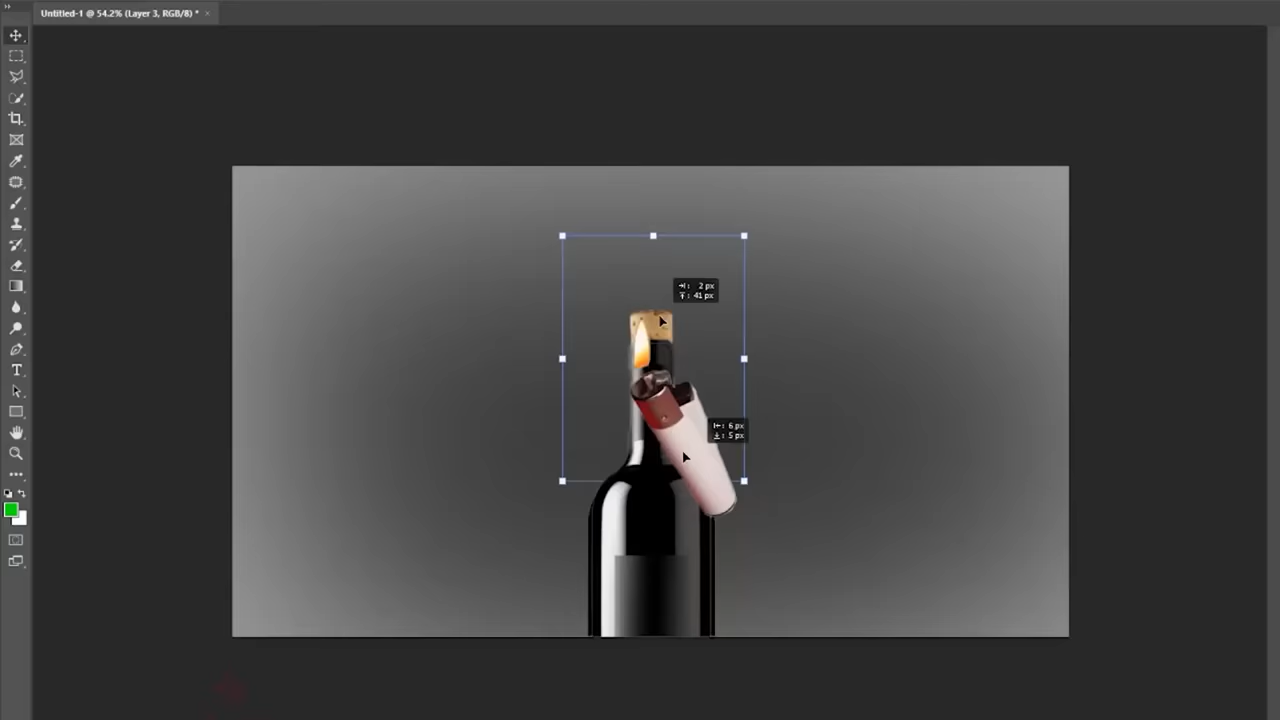 Untitled-1 @ 54.2% (Layer 3, RGB/8) *
2 px
41 px
6 px
5 px